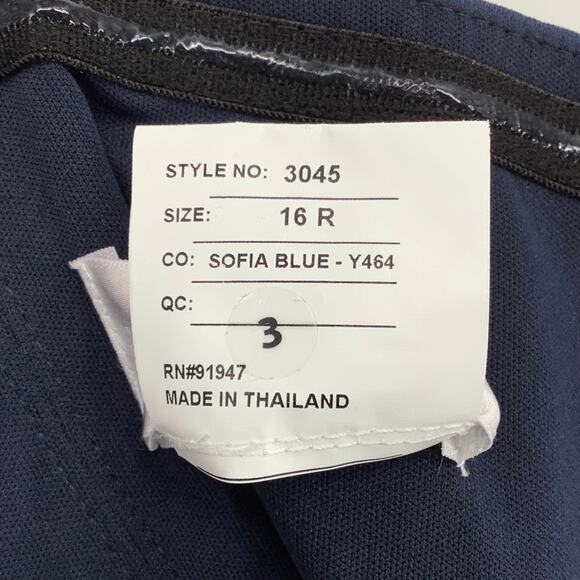 STYLE NO: 3045
SIZE: 16 R
CO: SOFIA BLUE - Y464
QC: 3
RN#91947
MADE IN THAILAND